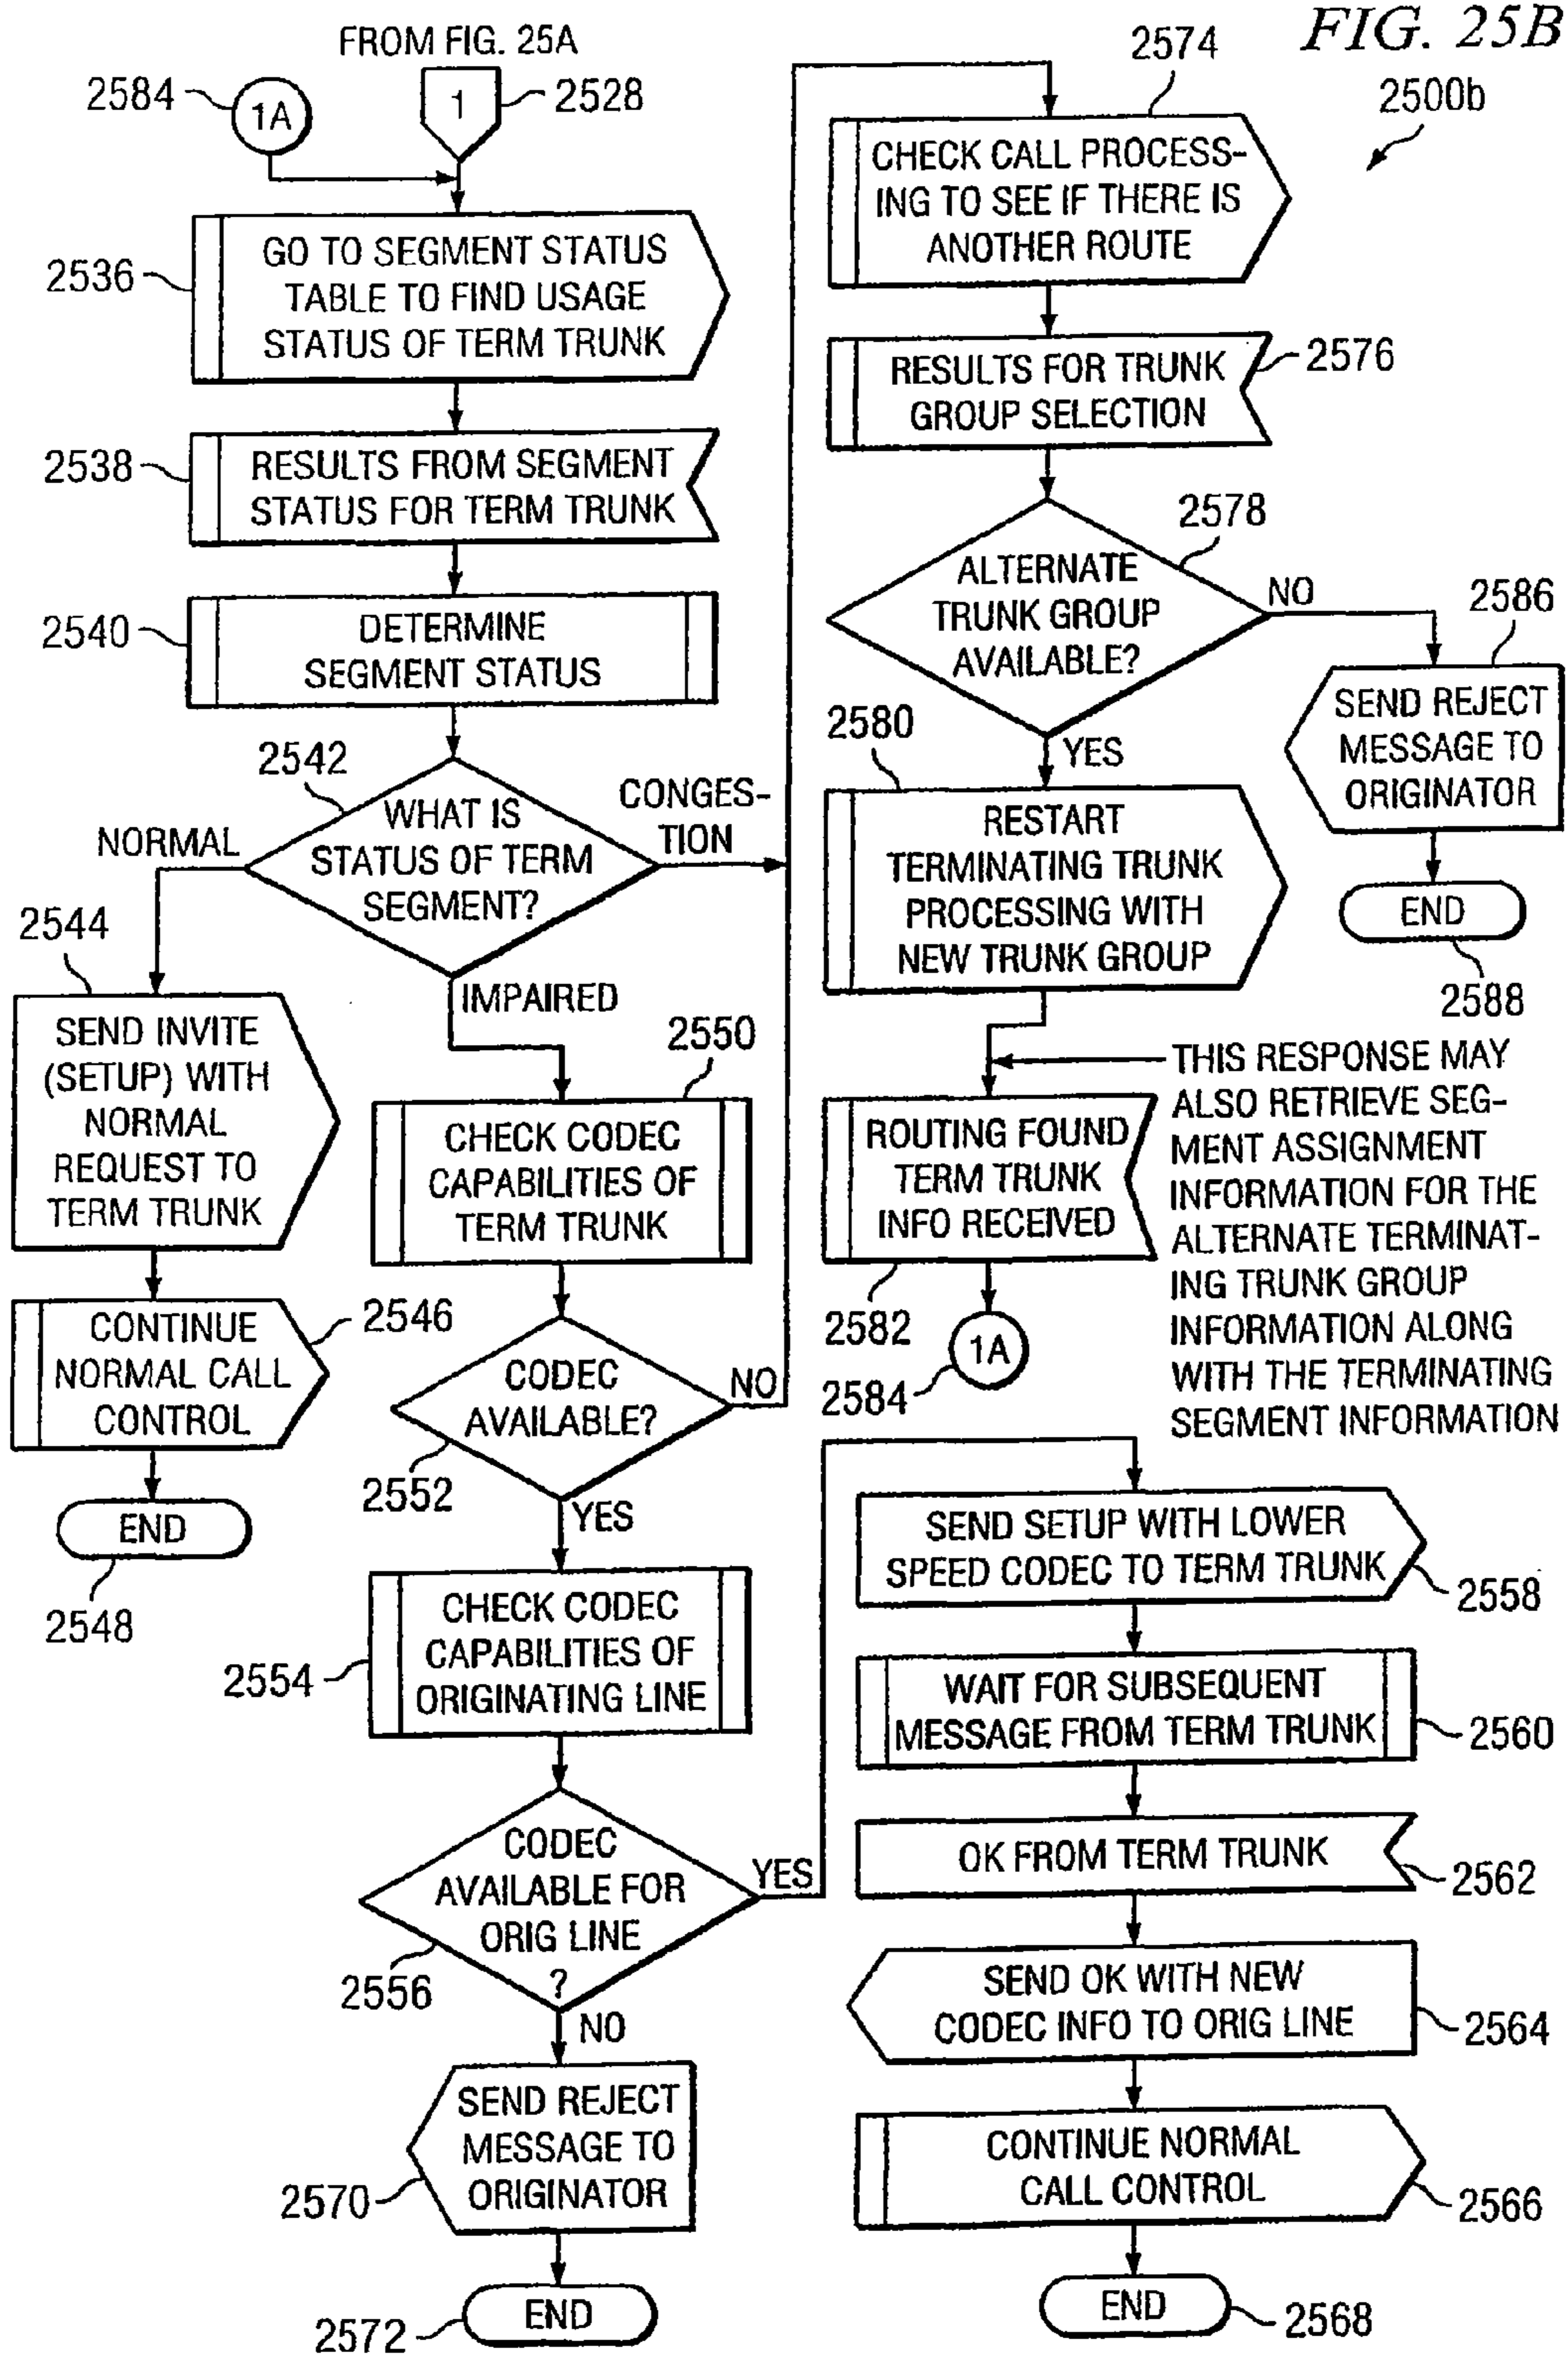 FIG. 25B
2500b
FROM FIG. 25A
2584
1A
1
2528
2536
GO TO SEGMENT STATUS
TABLE TO FIND USAGE
STATUS OF TERM TRUNK
2538
RESULTS FROM SEGMENT
STATUS FOR TERM TRUNK
2540
DETERMINE
SEGMENT STATUS
2542
WHAT IS
STATUS OF TERM
SEGMENT?
NORMAL
CONGES-
TION
IMPAIRED
2544
SEND INVITE
(SETUP) WITH
NORMAL
REQUEST TO
TERM TRUNK
CONTINUE
NORMAL CALL
CONTROL
2546
END
2548
2550
CHECK CODEC
CAPABILITIES OF
TERM TRUNK
CODEC
AVAILABLE?
NO
2552
YES
CHECK CODEC
CAPABILITIES OF
ORIGINATING LINE
2554
CODEC
AVAILABLE FOR
ORIG LINE
?
YES
2556
NO
SEND REJECT
MESSAGE TO
ORIGINATOR
2570
END
2572
2574
CHECK CALL PROCESS-
ING TO SEE IF THERE IS
ANOTHER ROUTE
RESULTS FOR TRUNK
GROUP SELECTION
2576
2578
ALTERNATE
TRUNK GROUP
AVAILABLE?
NO
2586
SEND REJECT
MESSAGE TO
ORIGINATOR
END
2588
YES
2580
RESTART
TERMINATING TRUNK
PROCESSING WITH
NEW TRUNK GROUP
ROUTING FOUND
TERM TRUNK
INFO RECEIVED
2582
1A
2584
THIS RESPONSE MAY
ALSO RETRIEVE SEG-
MENT ASSIGNMENT
INFORMATION FOR THE
ALTERNATE TERMINAT-
ING TRUNK GROUP
INFORMATION ALONG
WITH THE TERMINATING
SEGMENT INFORMATION
SEND SETUP WITH LOWER
SPEED CODEC TO TERM TRUNK
2558
WAIT FOR SUBSEQUENT
MESSAGE FROM TERM TRUNK
2560
OK FROM TERM TRUNK
2562
SEND OK WITH NEW
CODEC INFO TO ORIG LINE
2564
CONTINUE NORMAL
CALL CONTROL
2566
END
2568